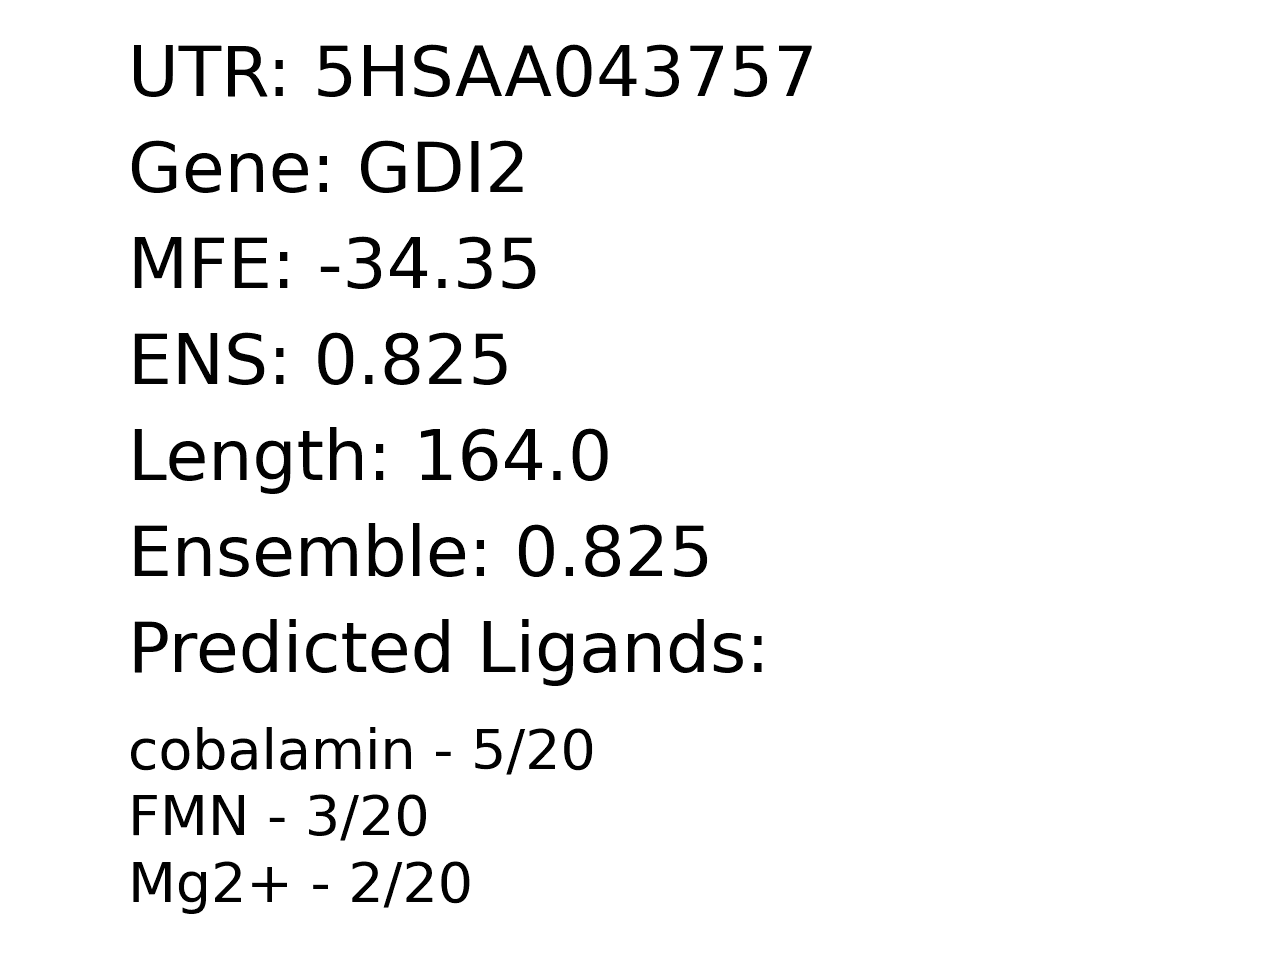 UTR: 5HSAA043757
Gene: GDI2
MFE: -34.35
ENS: 0.825
Length: 164.0
Ensemble: 0.825
Predicted Ligands:
cobalamin - 5/20
FMN - 3/20
Mg2+ - 2/20